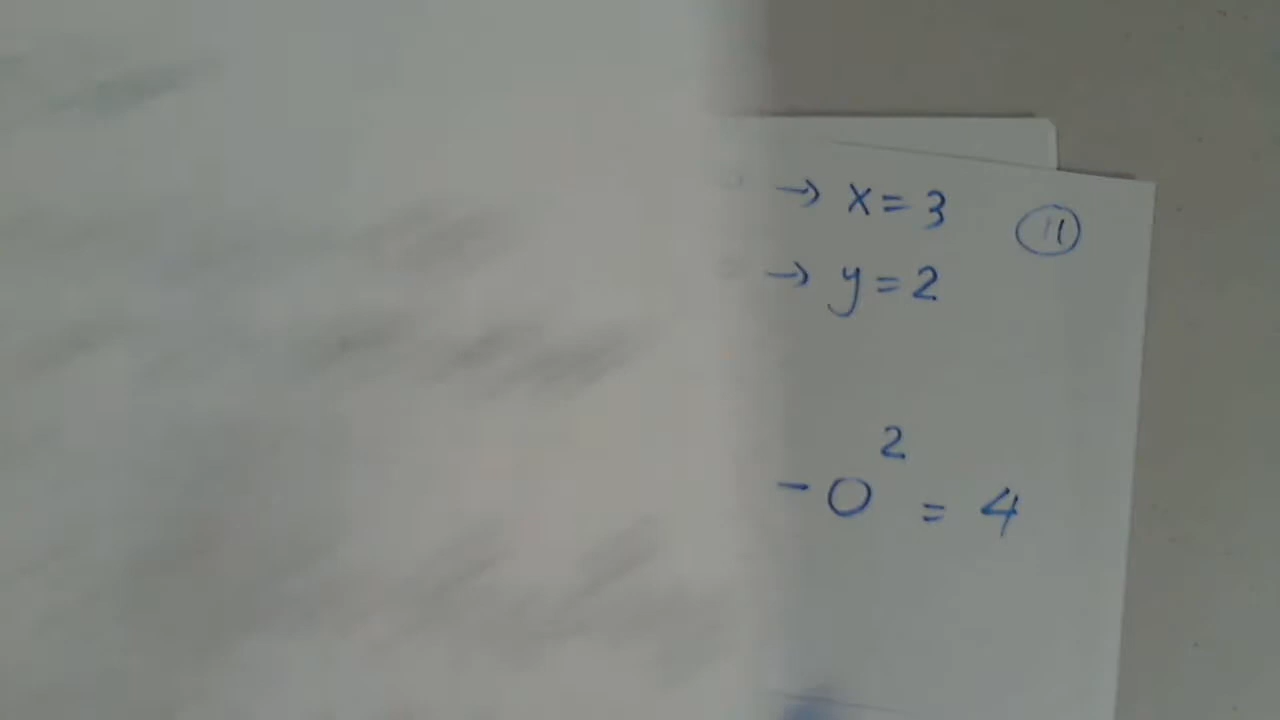 → x = 3 (11)
→ y = 2
- 0² = 4